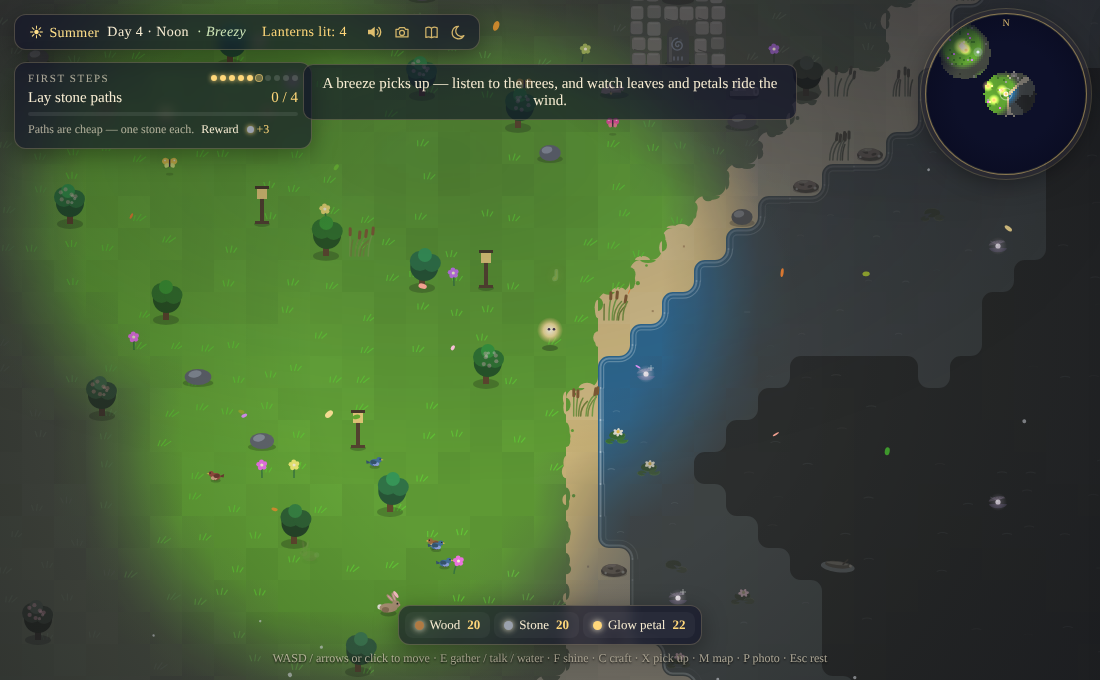 Summer Day 4 · Noon · Breezy Lanterns lit: 4
N
FIRST STEPS
Lay stone paths 0 / 4
Paths are cheap — one stone each. Reward +3
A breeze picks up — listen to the trees, and watch leaves and petals ride the
wind.
Wood 20 Stone 20 Glow petal 22
WASD / arrows or click to move · E gather / talk / water · F shine · C craft · X pick up · M map · P photo · Esc rest